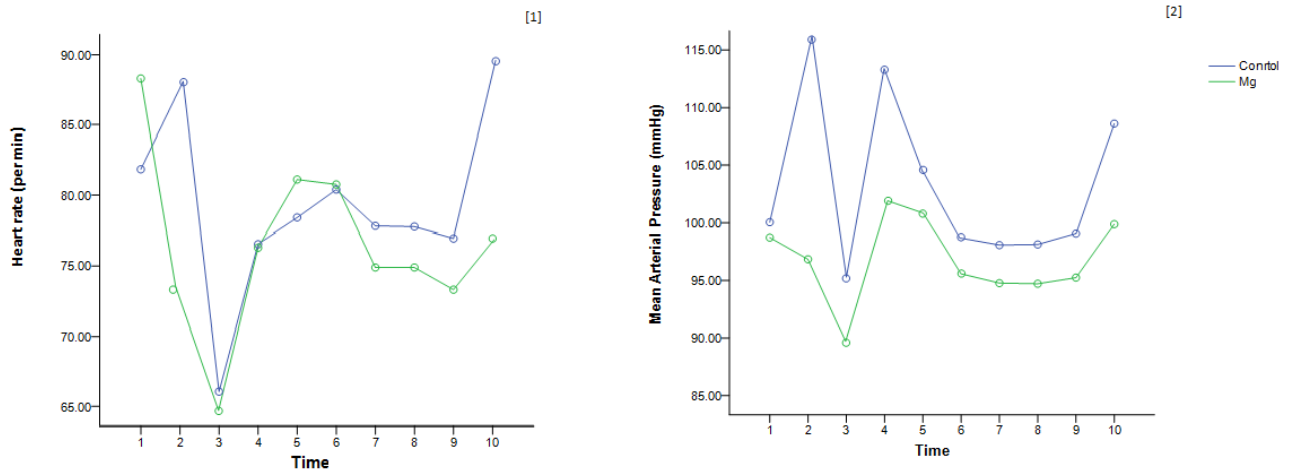 [1]
90.00
85.00
80.00
75.00
70.00
65.00
Heart rate (per min)
1 2 3 4 5 6 7 8 9 10
Time
[2]
115.00
110.00
105.00
100.00
95.00
90.00
85.00
Mean Arterial Pressure (mmHg)
1 2 3 4 5 6 7 8 9 10
Time
Conrtol
Mg